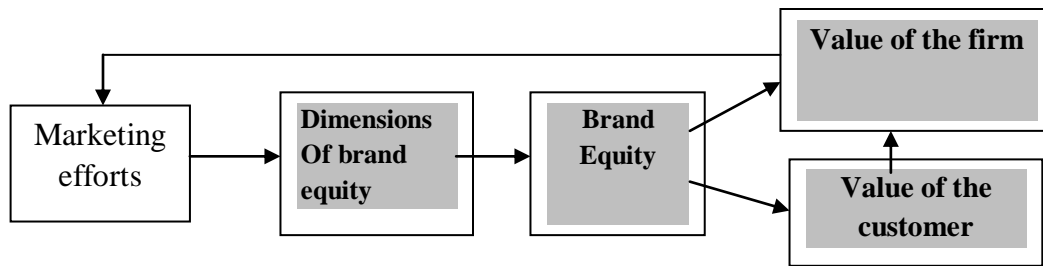 Marketing
efforts
Dimensions
Of brand
equity
Brand
Equity
Value of the firm
Value of the
customer